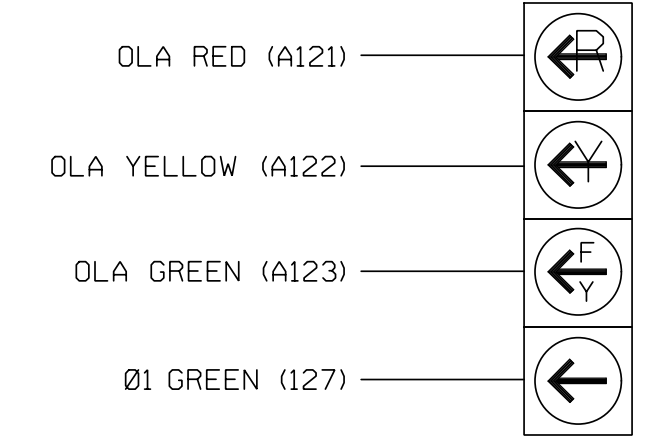 OLA RED (A121)
R
OLA YELLOW (A122)
Y
OLA GREEN (A123)
F
Y
Ø1 GREEN (127)